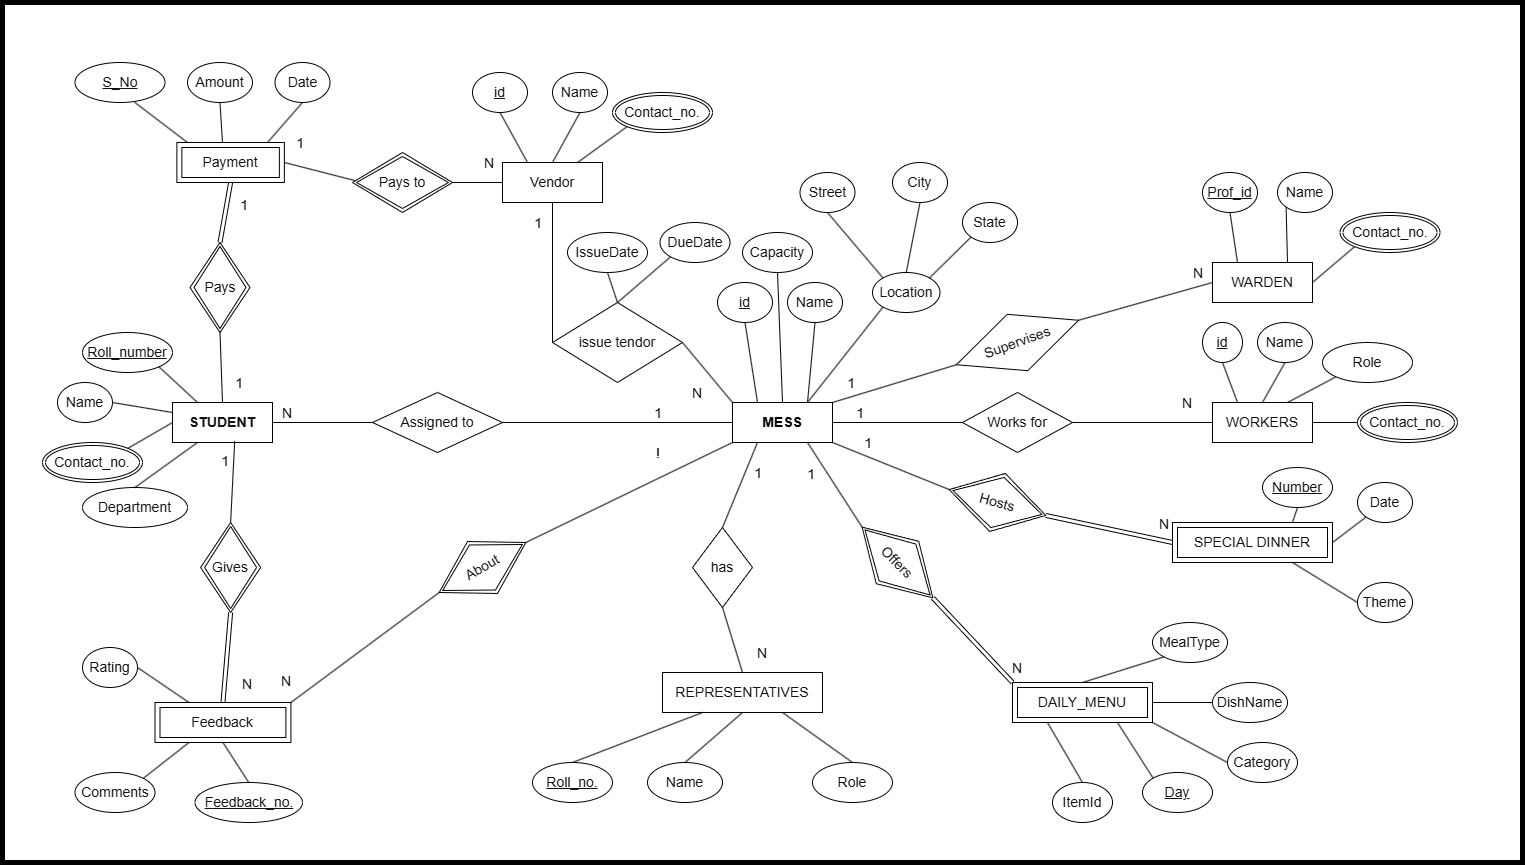 S_No
Amount
Date
id
Name
Contact_no.
1
Payment
Pays to
N
Vendor
1
1
Street
City
State
Prof_id
Name
Contact_no.
IssueDate
DueDate
Capacity
Location
id
Name
N
WARDEN
Pays
issue tendor
Supervises
id
Name
Role
Roll_number
Name
Contact_no.
Department
1
STUDENT
N
Assigned to
1
N
MESS
1
1
Works for
N
WORKERS
Contact_no.
1
!
1
1
1
Hosts
N
SPECIAL DINNER
Number
Date
Theme
Gives
About
has
Offers
Rating
N
N
Feedback
Comments
Feedback_no.
N
REPRESENTATIVES
Roll_no.
Name
Role
N
DAILY_MENU
MealType
DishName
Category
Day
ItemId